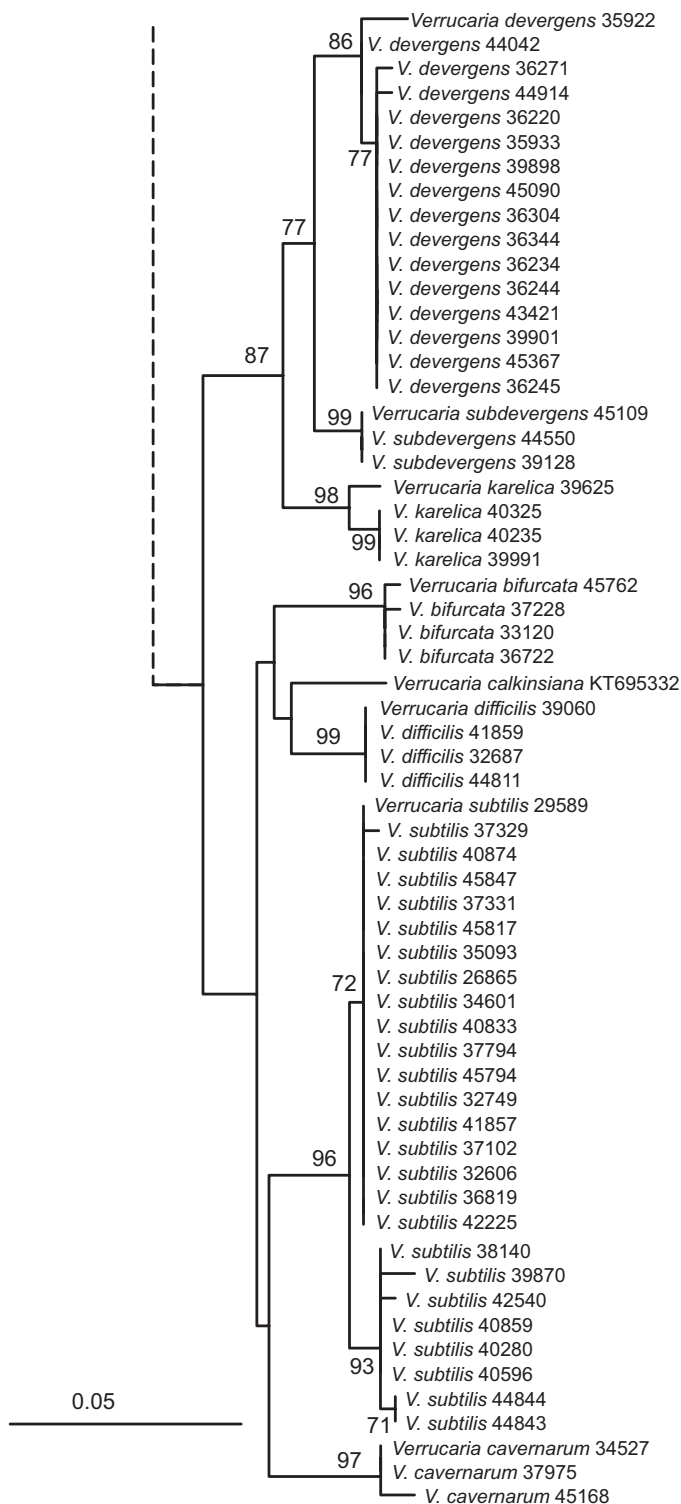 Verrucaria devergens 35922
86
V. devergens 44042
V. devergens 36271
V. devergens 44914
V. devergens 36220
V. devergens 35933
77
V. devergens 39898
V. devergens 45090
V. devergens 36304
77
V. devergens 36344
V. devergens 36234
V. devergens 36244
V. devergens 43421
V. devergens 39901
87
V. devergens 45367
V. devergens 36245
99
Verrucaria subdevergens 45109
V. subdevergens 44550
V. subdevergens 39128
98
Verrucaria karelica 39625
V. karelica 40325
V. karelica 40235
99
V. karelica 39991
96
Verrucaria bifurcata 45762
V. bifurcata 37228
V. bifurcata 33120
V. bifurcata 36722
Verrucaria calkinsiana KT695332
Verrucaria difficilis 39060
99
V. difficilis 41859
V. difficilis 32687
V. difficilis 44811
Verrucaria subtilis 29589
V. subtilis 37329
V. subtilis 40874
V. subtilis 45847
V. subtilis 37331
V. subtilis 45817
V. subtilis 35093
72
V. subtilis 26865
V. subtilis 34601
V. subtilis 40833
V. subtilis 37794
V. subtilis 45794
V. subtilis 32749
V. subtilis 41857
96
V. subtilis 37102
V. subtilis 32606
V. subtilis 36819
V. subtilis 42225
V. subtilis 38140
V. subtilis 39870
V. subtilis 42540
V. subtilis 40859
V. subtilis 40280
93
V. subtilis 40596
0.05
V. subtilis 44844
71
V. subtilis 44843
97
Verrucaria cavernarum 34527
V. cavernarum 37975
V. cavernarum 45168